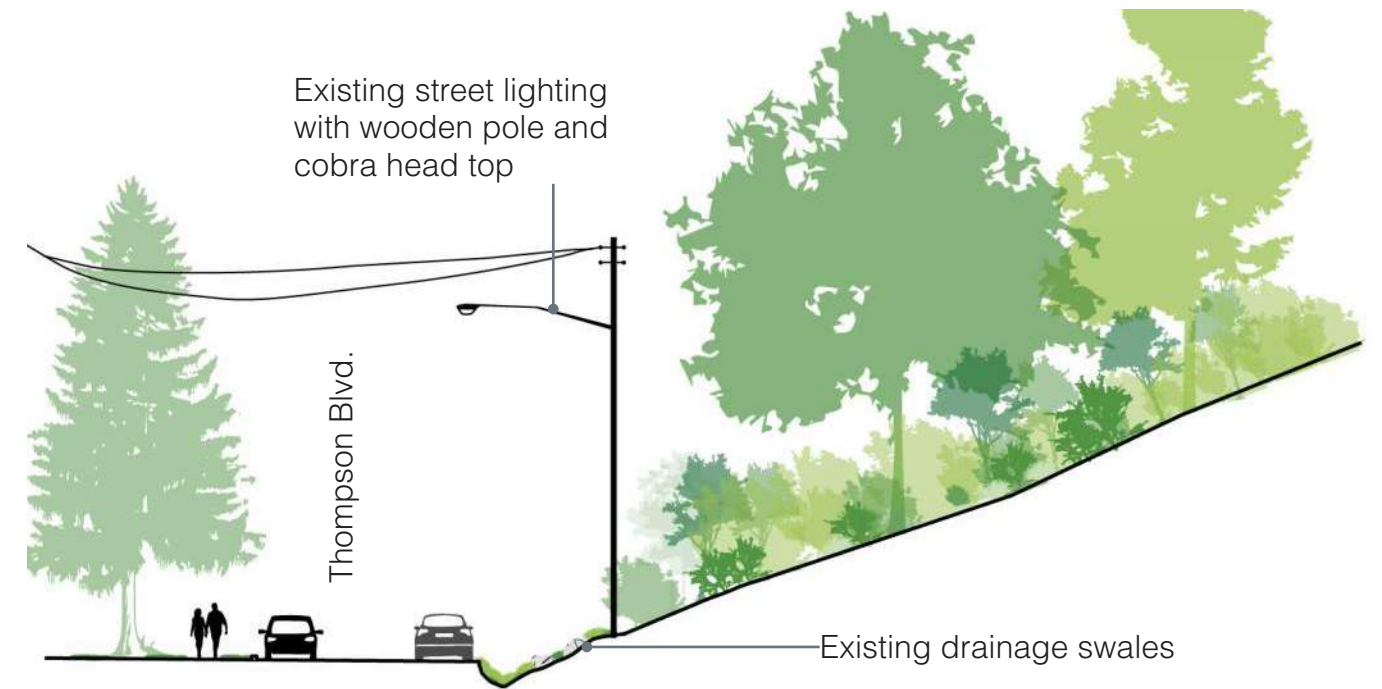 Existing street lighting
with wooden pole and
cobra head top
Thompson Blvd.
Existing drainage swales